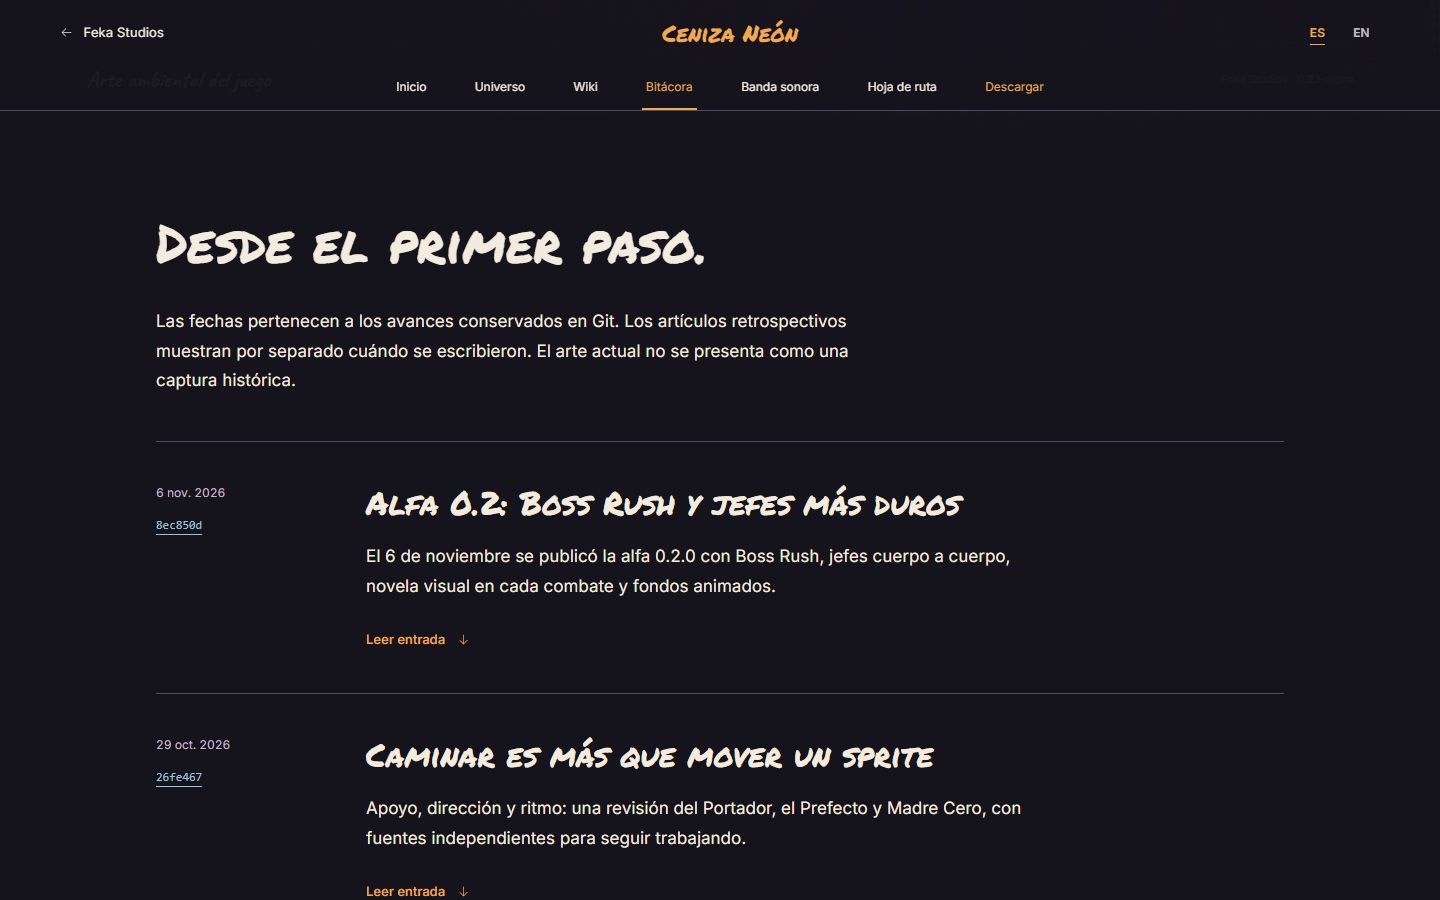 ← Feka Studios
Ceniza Neón
ES EN
Arte ambiental del juego
Inicio Universo Wiki Bitácora Banda sonora Hoja de ruta Descargar
Desde el primer paso.
Las fechas pertenecen a los avances conservados en Git. Los artículos retrospectivos
muestran por separado cuándo se escribieron. El arte actual no se presenta como una
captura histórica.
6 nov. 2026
8ec850d
Alfa 0.2: Boss Rush y jefes más duros
El 6 de noviembre se publicó la alfa 0.2.0 con Boss Rush, jefes cuerpo a cuerpo,
novela visual en cada combate y fondos animados.
Leer entrada ↓
29 oct. 2026
26fe467
Caminar es más que mover un sprite
Apoyo, dirección y ritmo: una revisión del Portador, el Prefecto y Madre Cero, con
fuentes independientes para seguir trabajando.
Leer entrada ↓